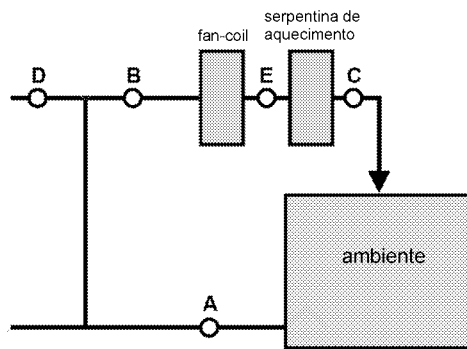 serpentina de
aquecimento
fan-coil
D
B
E
C
ambiente
A